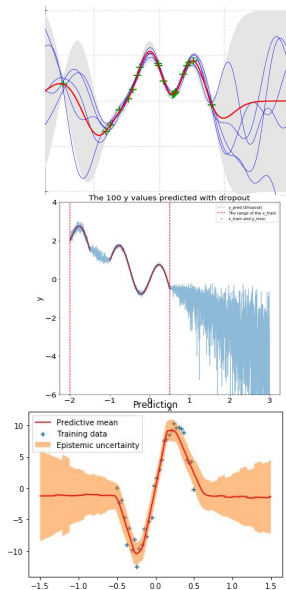 The 100 y values predicted with dropout
y_pred (Dropout)
The range of the x_train
x_train and y_train
4
2
0
y
−2
−4
−6
−2 −1 0 1 2 3
x
Prediction
Predictive mean
Training data
Epistemic uncertainty
10
5
0
−5
−10
−1.5 −1.0 −0.5 0.0 0.5 1.0 1.5